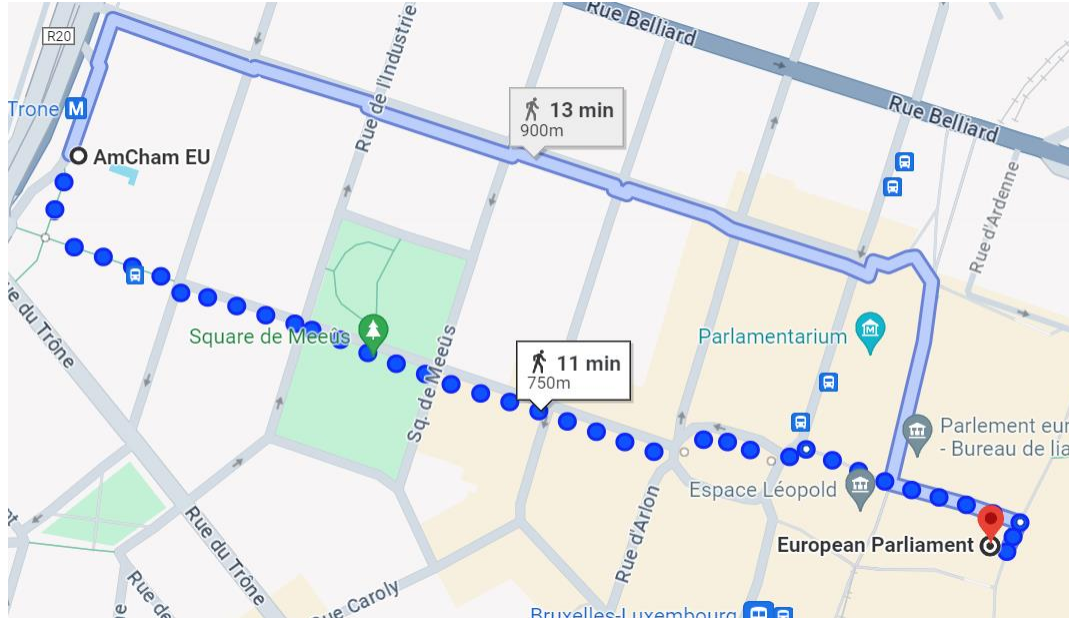 Rue Belliard
R20
Rue de l'Industrie
Trone M
13 min
900m
Rue Belliard
AmCham EU
Rue d'Ardenne
Square de Meeûs
Parlamentarium
11 min
750m
Sq. de Meeûs
ue du Trône
Parlement eur
- Bureau de lia
Espace Léopold
Rue d'Arlon
European Parliament
Rue du Trône
Rue de
ue Caroly
Bruxelles-Luxembourg